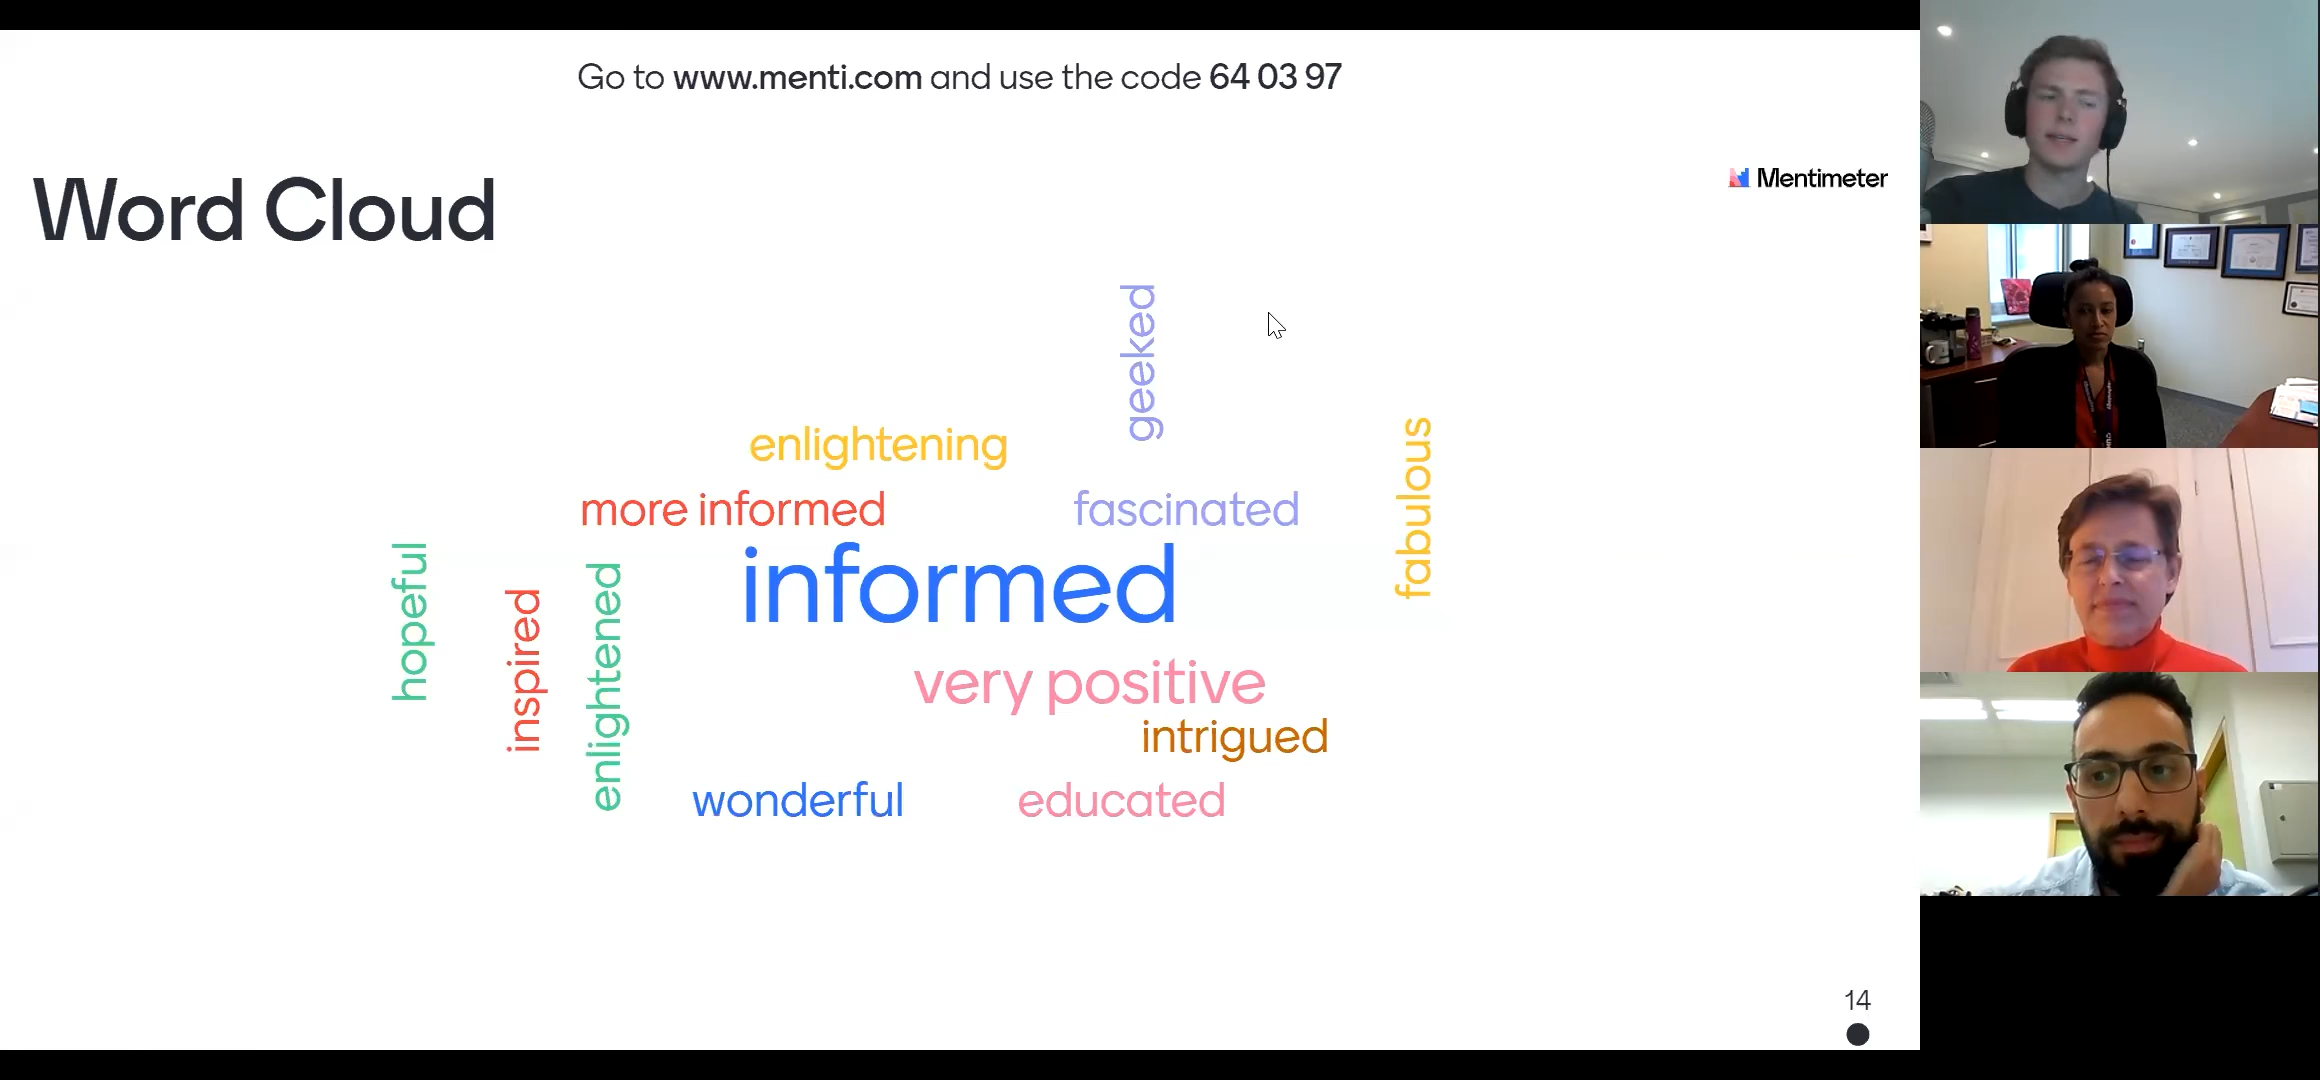 Go to www.menti.com and use the code 64 03 97
Word Cloud
Mentimeter
geeked
enlightening
fabulous
more informed
fascinated
hopeful
informed
inspired
enlightened
very positive
intrigued
wonderful
educated
14